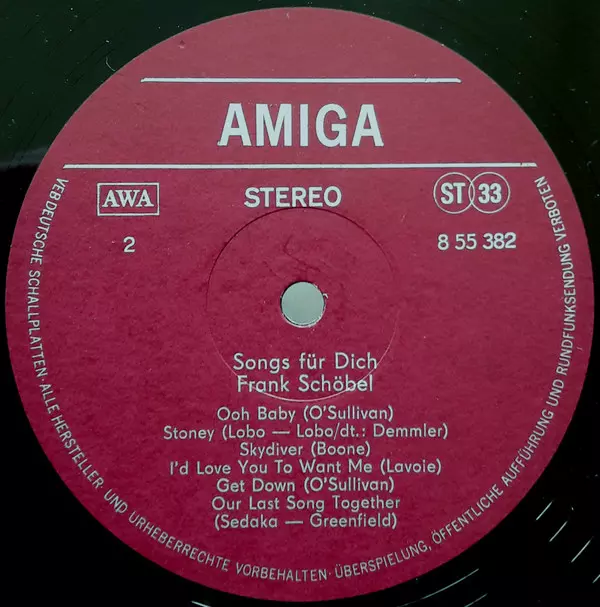 AMIGA
AWA
STEREO
ST 33
2
8 55 382
Songs für Dich
Frank Schöbel
Ooh Baby (O'Sullivan)
Stoney (Lobo — Lobo/dt.: Demmler)
Skydiver (Boone)
I'd Love You To Want Me (Lavoie)
Get Down (O'Sullivan)
Our Last Song Together
(Sedaka — Greenfield)
VEB DEUTSCHE SCHALLPLATTEN · ALLE HERSTELLER- UND URHEBERRECHTE VORBEHALTEN · ÜBERSPIELUNG, ÖFFENTLICHE AUFFÜHRUNG UND RUNDFUNKSENDUNG VERBOTEN